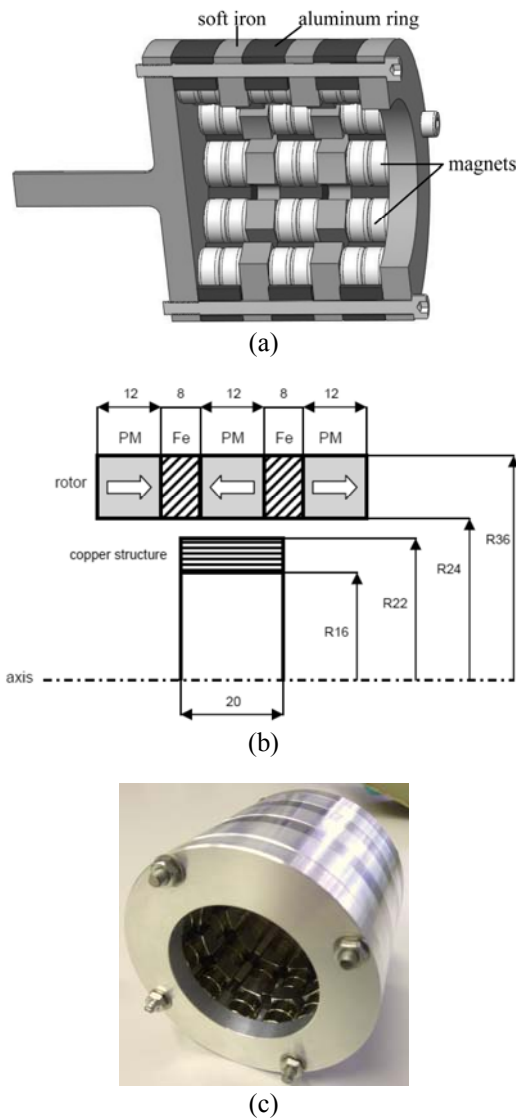 soft iron
aluminum ring
magnets
(a)
12 8 12 8 12
PM Fe PM Fe PM
rotor
copper structure
R36
R24
R22
R16
axis
20
(b)
(c)